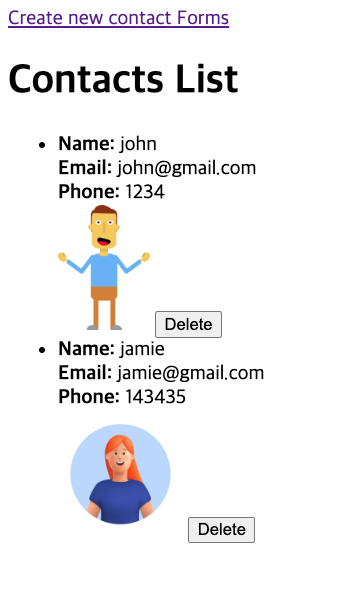 Create new contact Forms
Contacts List
Name: john
Email: john@gmail.com
Phone: 1234
Delete
Name: jamie
Email: jamie@gmail.com
Phone: 143435
Delete